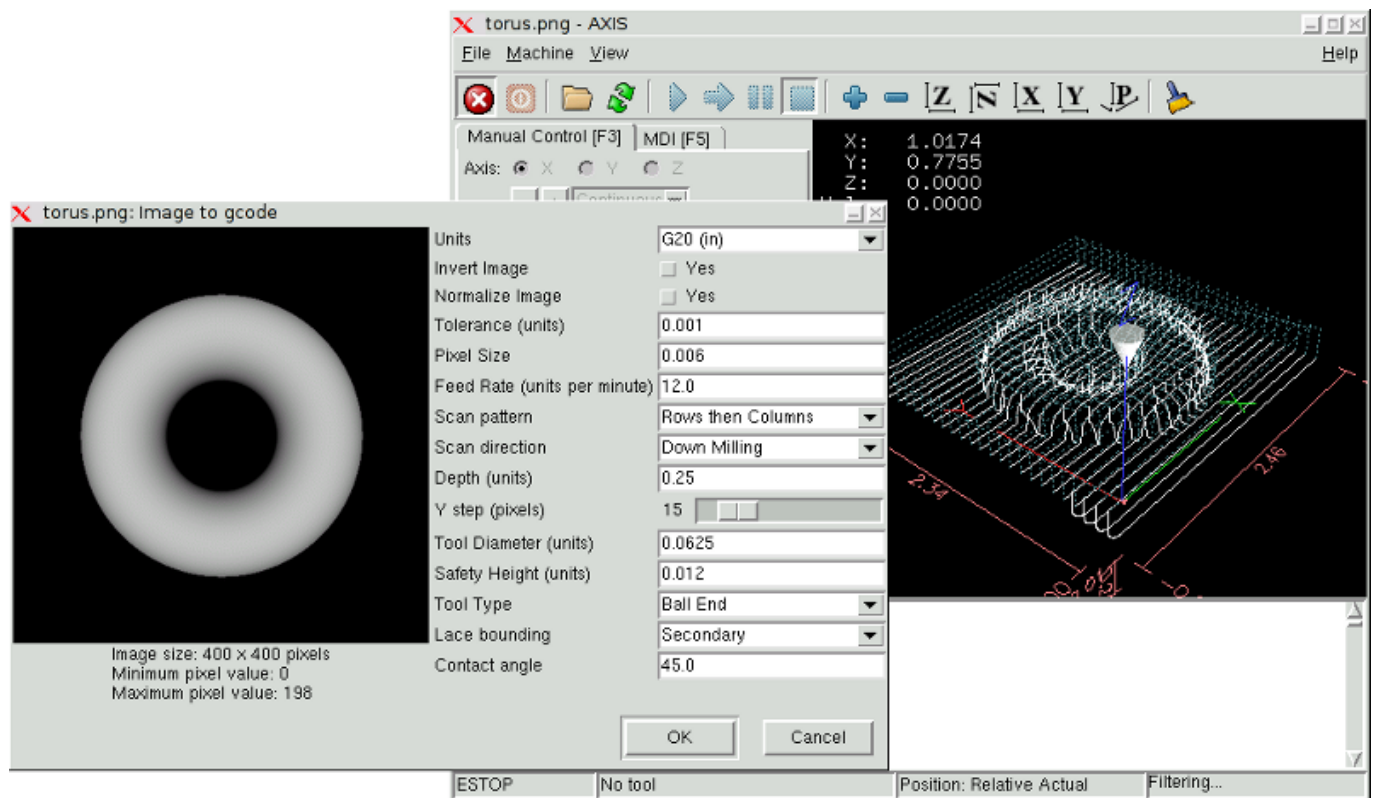 torus.png - AXIS
File Machine View Help
Z N X Y P
Manual Control [F3] MDI [F5]
Axis: X Y Z
Continuous
X: 1.0174
Y: 0.7755
Z: 0.0000
0.0000
torus.png: Image to gcode
Units G20 (in)
Invert Image Yes
Normalize Image Yes
Tolerance (units) 0.001
Pixel Size 0.006
Feed Rate (units per minute) 12.0
Scan pattern Rows then Columns
Scan direction Down Milling
Depth (units) 0.25
Y step (pixels) 15
Tool Diameter (units) 0.0625
Safety Height (units) 0.012
Tool Type Ball End
Lace bounding Secondary
Contact angle 45.0
Image size: 400 x 400 pixels
Minimum pixel value: 0
Maximum pixel value: 198
OK Cancel
X
2.34
2.46
ESTOP No tool Position: Relative Actual Filtering...